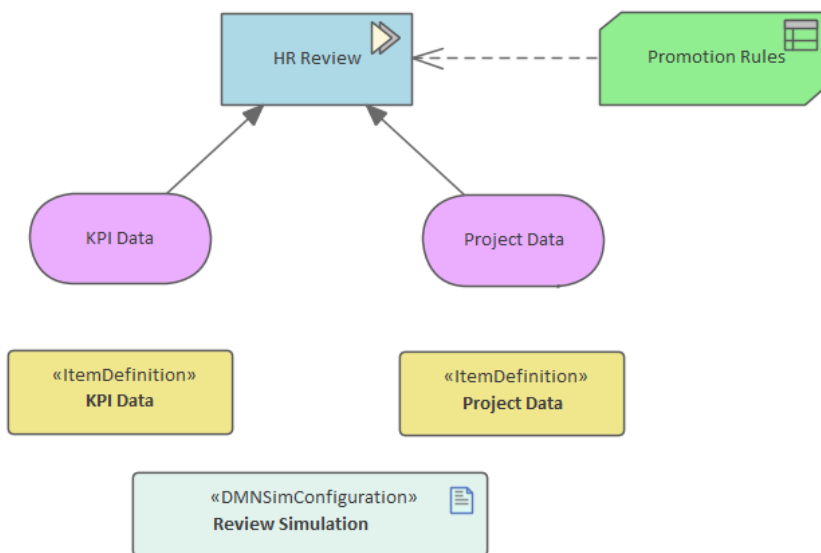 HR Review
Promotion Rules
KPI Data
Project Data
«ItemDefinition»
KPI Data
«ItemDefinition»
Project Data
«DMNSimConfiguration»
Review Simulation